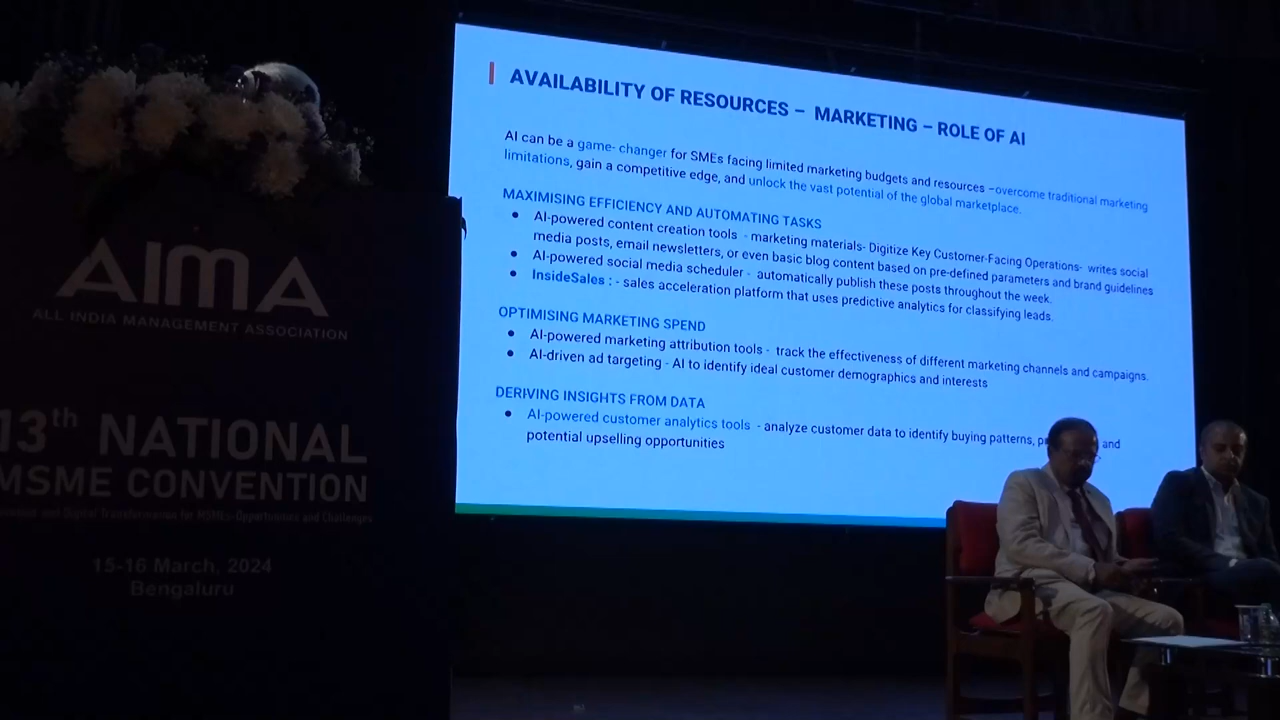 AIMA
ALL INDIA MANAGEMENT ASSOCIATION
13th NATIONAL
MSME CONVENTION
and Digital Transformation for MSMEs-Opportunities and Challenges
15-16 March, 2024
Bengaluru
AVAILABILITY OF RESOURCES – MARKETING – ROLE OF AI
AI can be a game- changer for SMEs facing limited marketing budgets and resources –overcome traditional marketing
limitations, gain a competitive edge, and unlock the vast potential of the global marketplace.
MAXIMISING EFFICIENCY AND AUTOMATING TASKS
● AI-powered content creation tools - marketing materials- Digitize Key Customer-Facing Operations- writes social
media posts, email newsletters, or even basic blog content based on pre-defined parameters and brand guidelines
● AI-powered social media scheduler - automatically publish these posts throughout the week.
● InsideSales : - sales acceleration platform that uses predictive analytics for classifying leads.
OPTIMISING MARKETING SPEND
● AI-powered marketing attribution tools - track the effectiveness of different marketing channels and campaigns.
● AI-driven ad targeting - AI to identify ideal customer demographics and interests
DERIVING INSIGHTS FROM DATA
● AI-powered customer analytics tools - analyze customer data to identify buying patterns, and
potential upselling opportunities